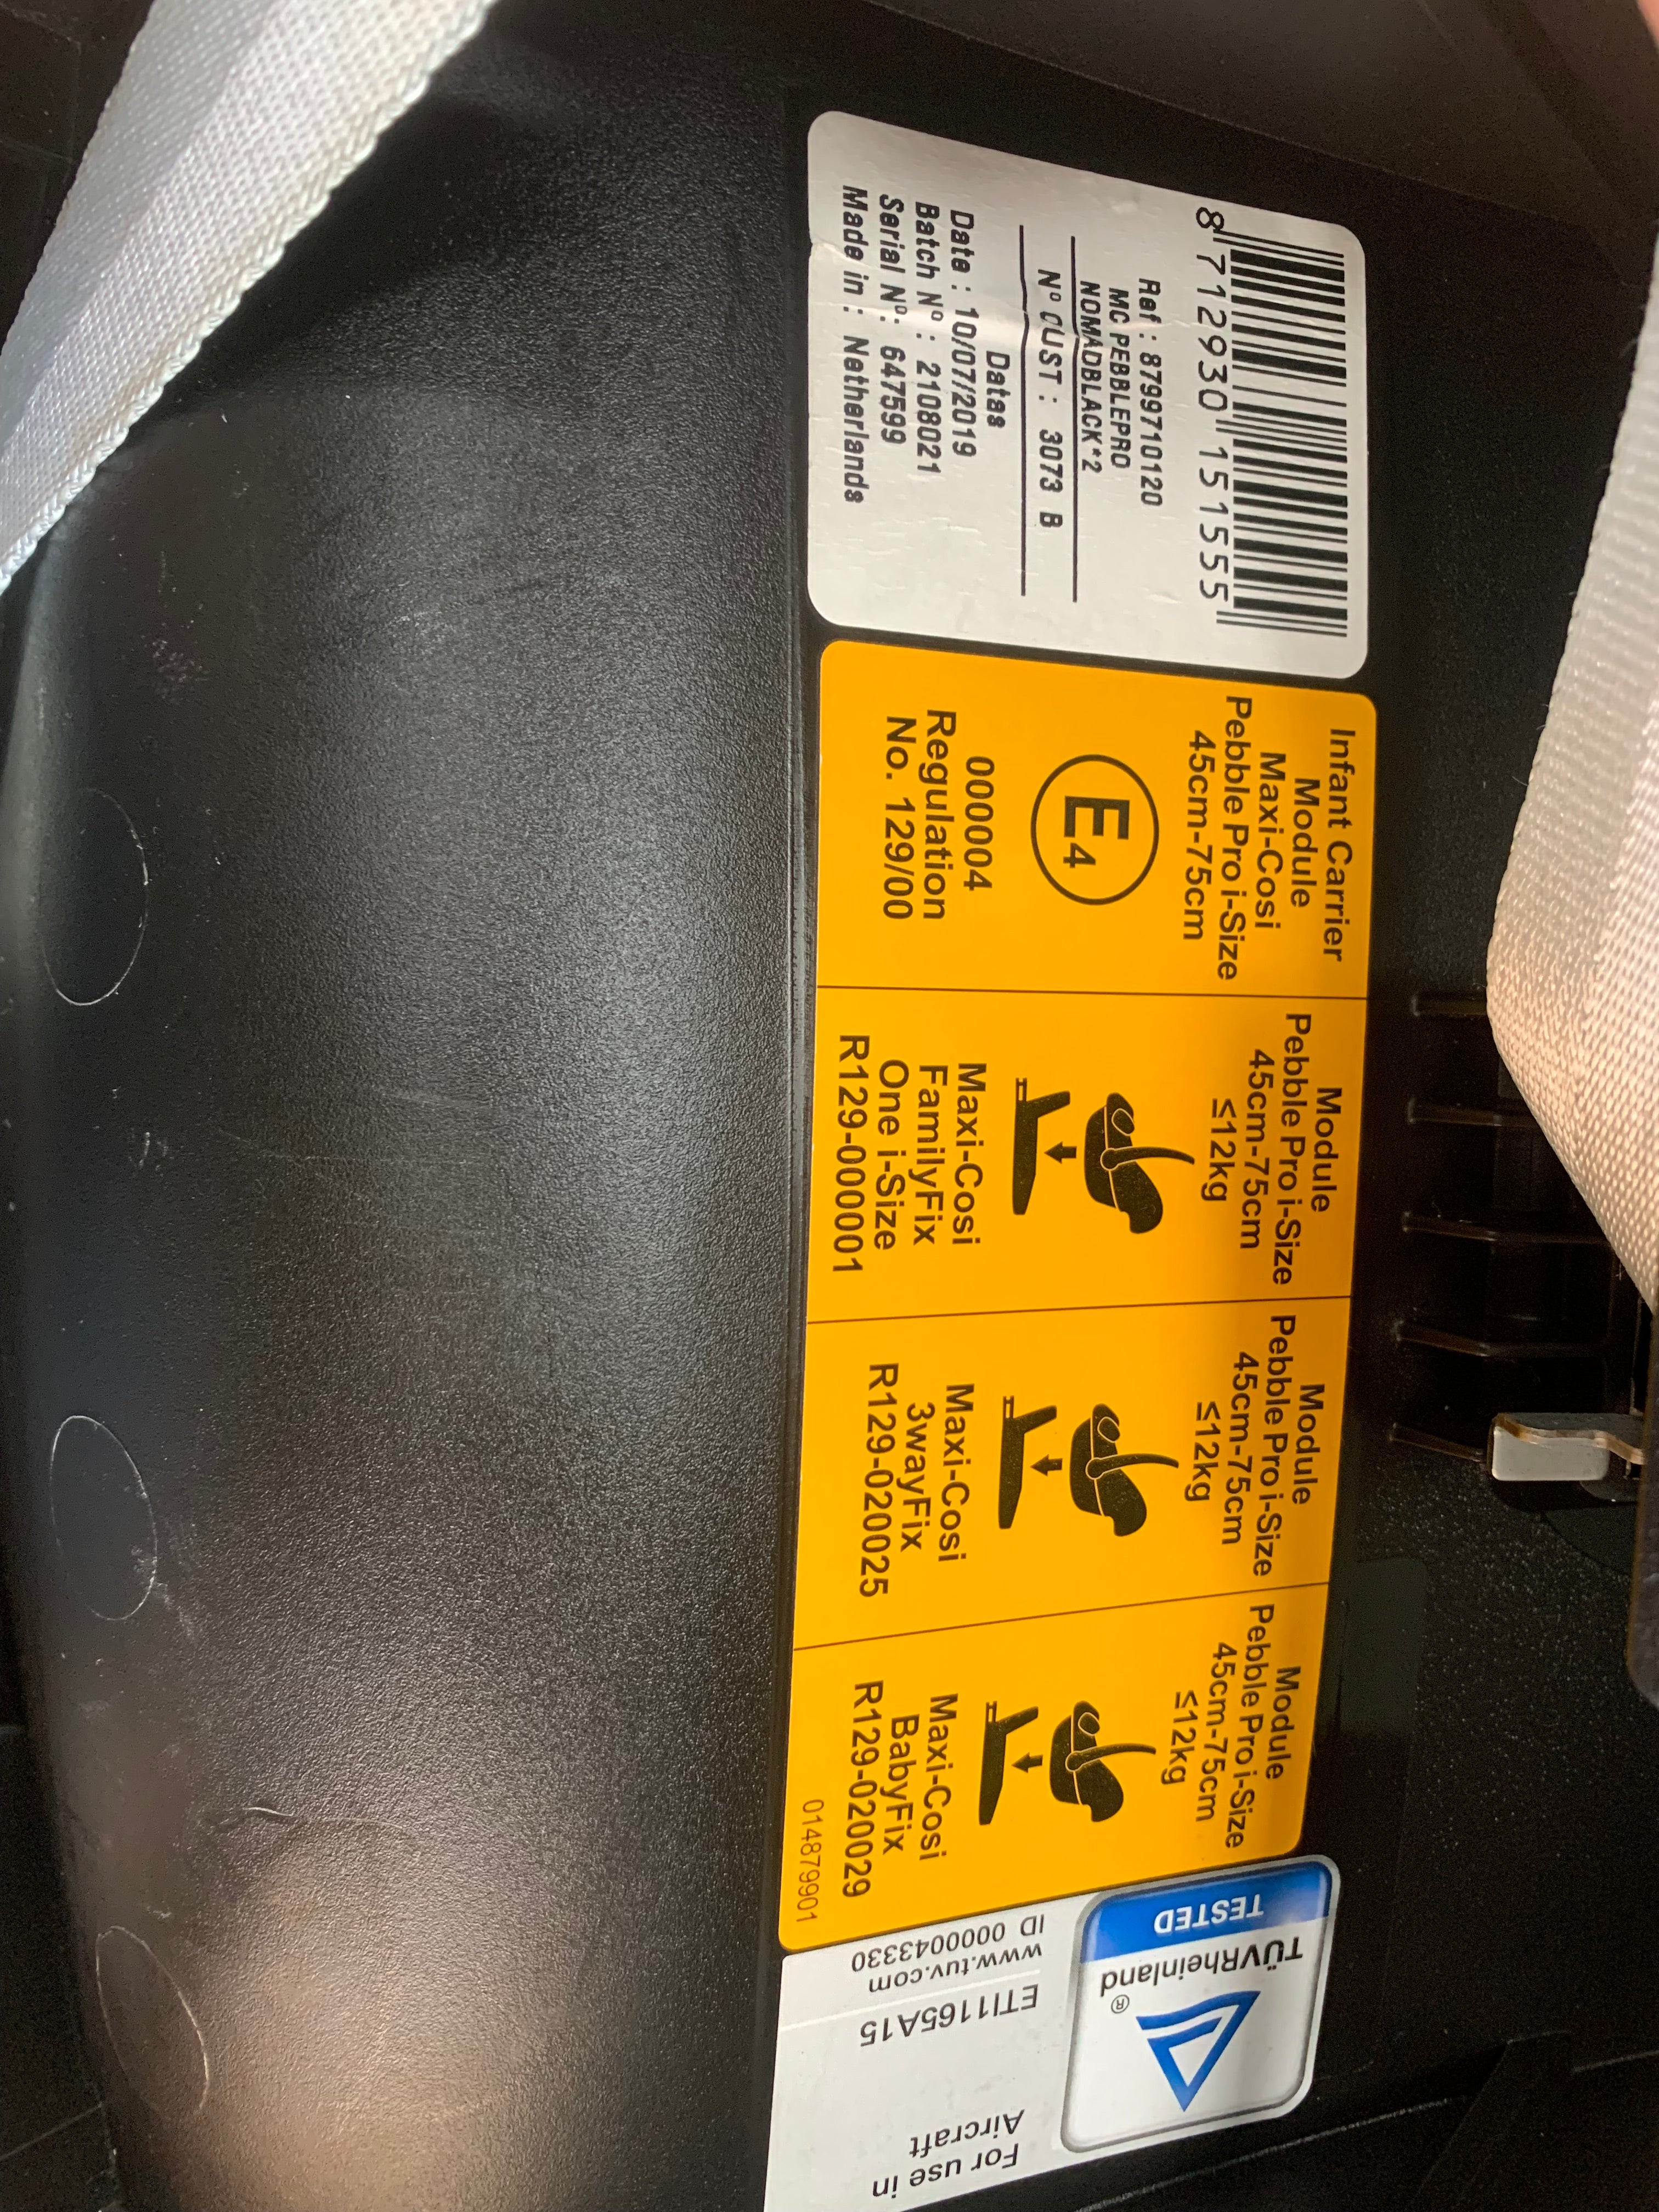 8 712930 151555
Ref : 8799710120
MC PEBBLEPRO
NOMADBLACK*2
Nº CUST : 3073 B
Datas
Date : 10/07/2019
Batch Nº : 2108021
Serial Nº: 647599
Made in : Netherlands
Infant Carrier
Module
Maxi-Cosi
Pebble Pro i-Size
45cm-75cm
E4
000004
Regulation
No. 129/00
Module
Pebble Pro i-Size
45cm-75cm
≤12kg
Maxi-Cosi
FamilyFix
One i-Size
R129-000001
Module
Pebble Pro i-Size
45cm-75cm
≤12kg
Maxi-Cosi
3wayFix
R129-020025
Module
Pebble Pro i-Size
45cm-75cm
≤12kg
Maxi-Cosi
BabyFix
R129-020029
014879901
TÜVRheinland®
TESTED
ETI1165A15
www.tuv.com
ID 0000043330
For use in
Aircraft